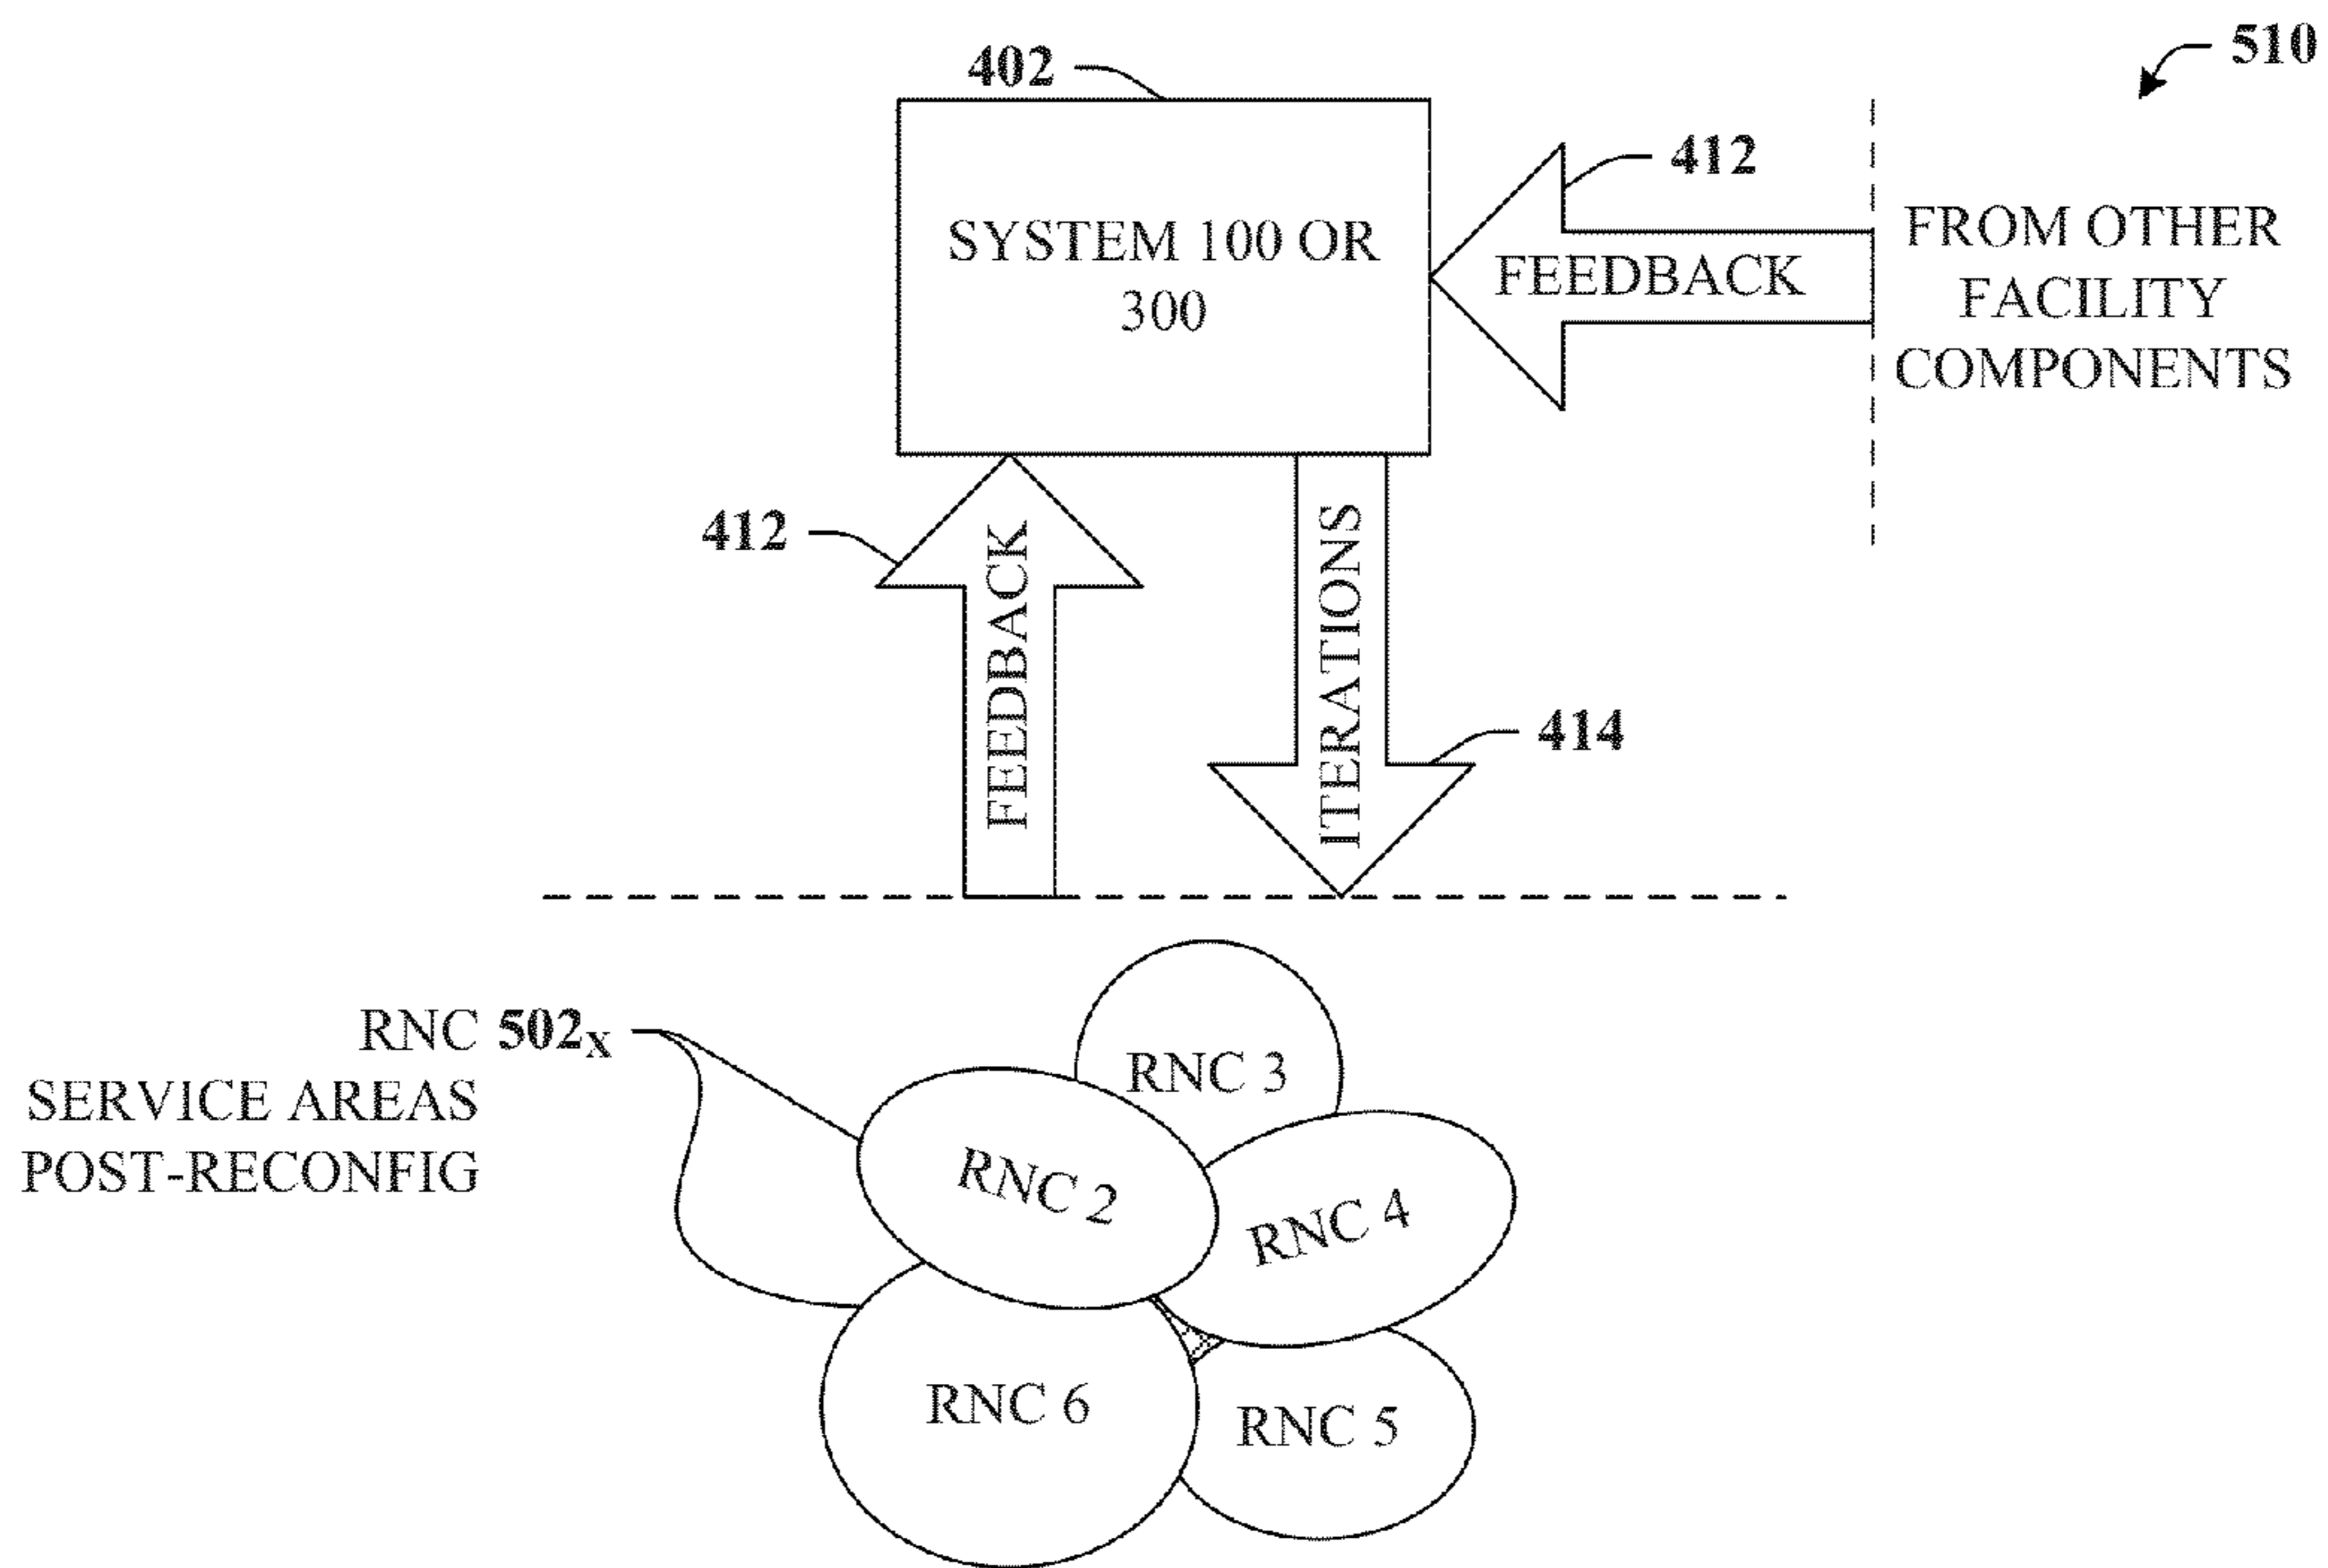 510
402
412
SYSTEM 100 OR
300
FEEDBACK
FROM OTHER
FACILITY
COMPONENTS
412
FEEDBACK
ITERATIONS
414
RNC 502X
SERVICE AREAS
POST-RECONFIG
RNC 3
RNC 2
RNC 4
RNC 6
RNC 5